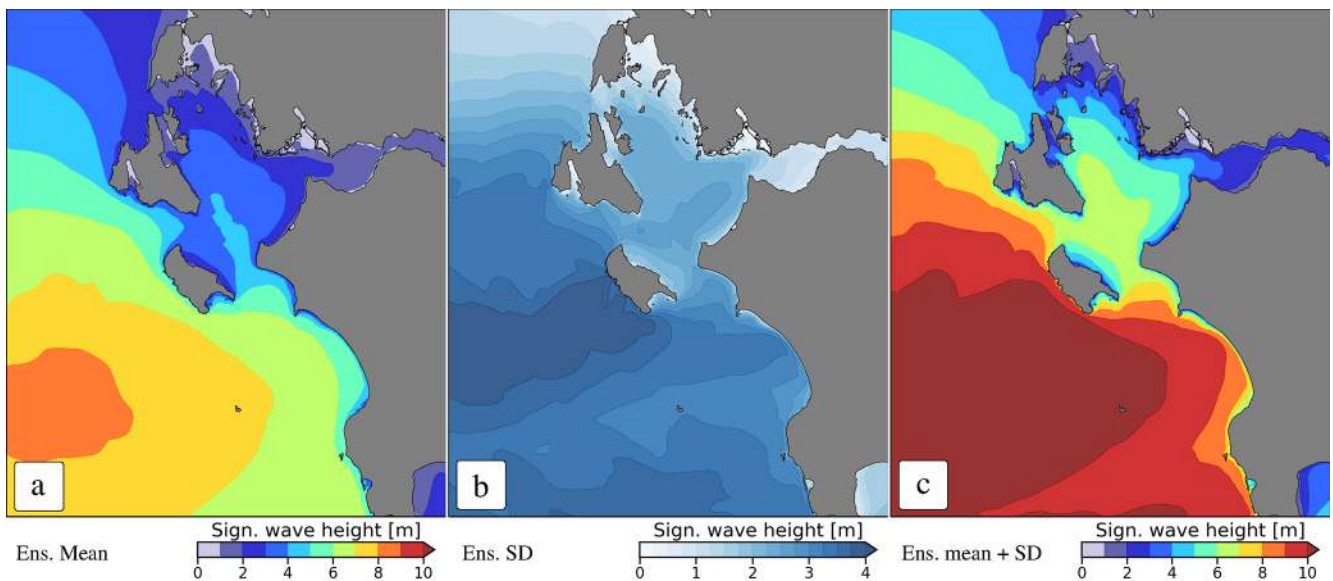 a
b
c
Ens. Mean
Sign. wave height [m]
0 2 4 6 8 10
Ens. SD
Sign. wave height [m]
0 1 2 3 4
Ens. mean + SD
Sign. wave height [m]
0 2 4 6 8 10